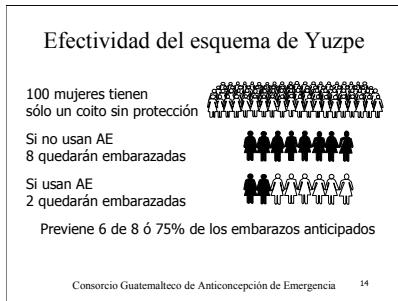 Efectividad del esquema de Yuzpe
100 mujeres tienen
sólo un coito sin protección
Si no usan AE
8 quedarán embarazadas
Si usan AE
2 quedarán embarazadas
Previene 6 de 8 ó 75% de los embarazos anticipados
Consorcio Guatemalteco de Anticoncepción de Emergencia 14